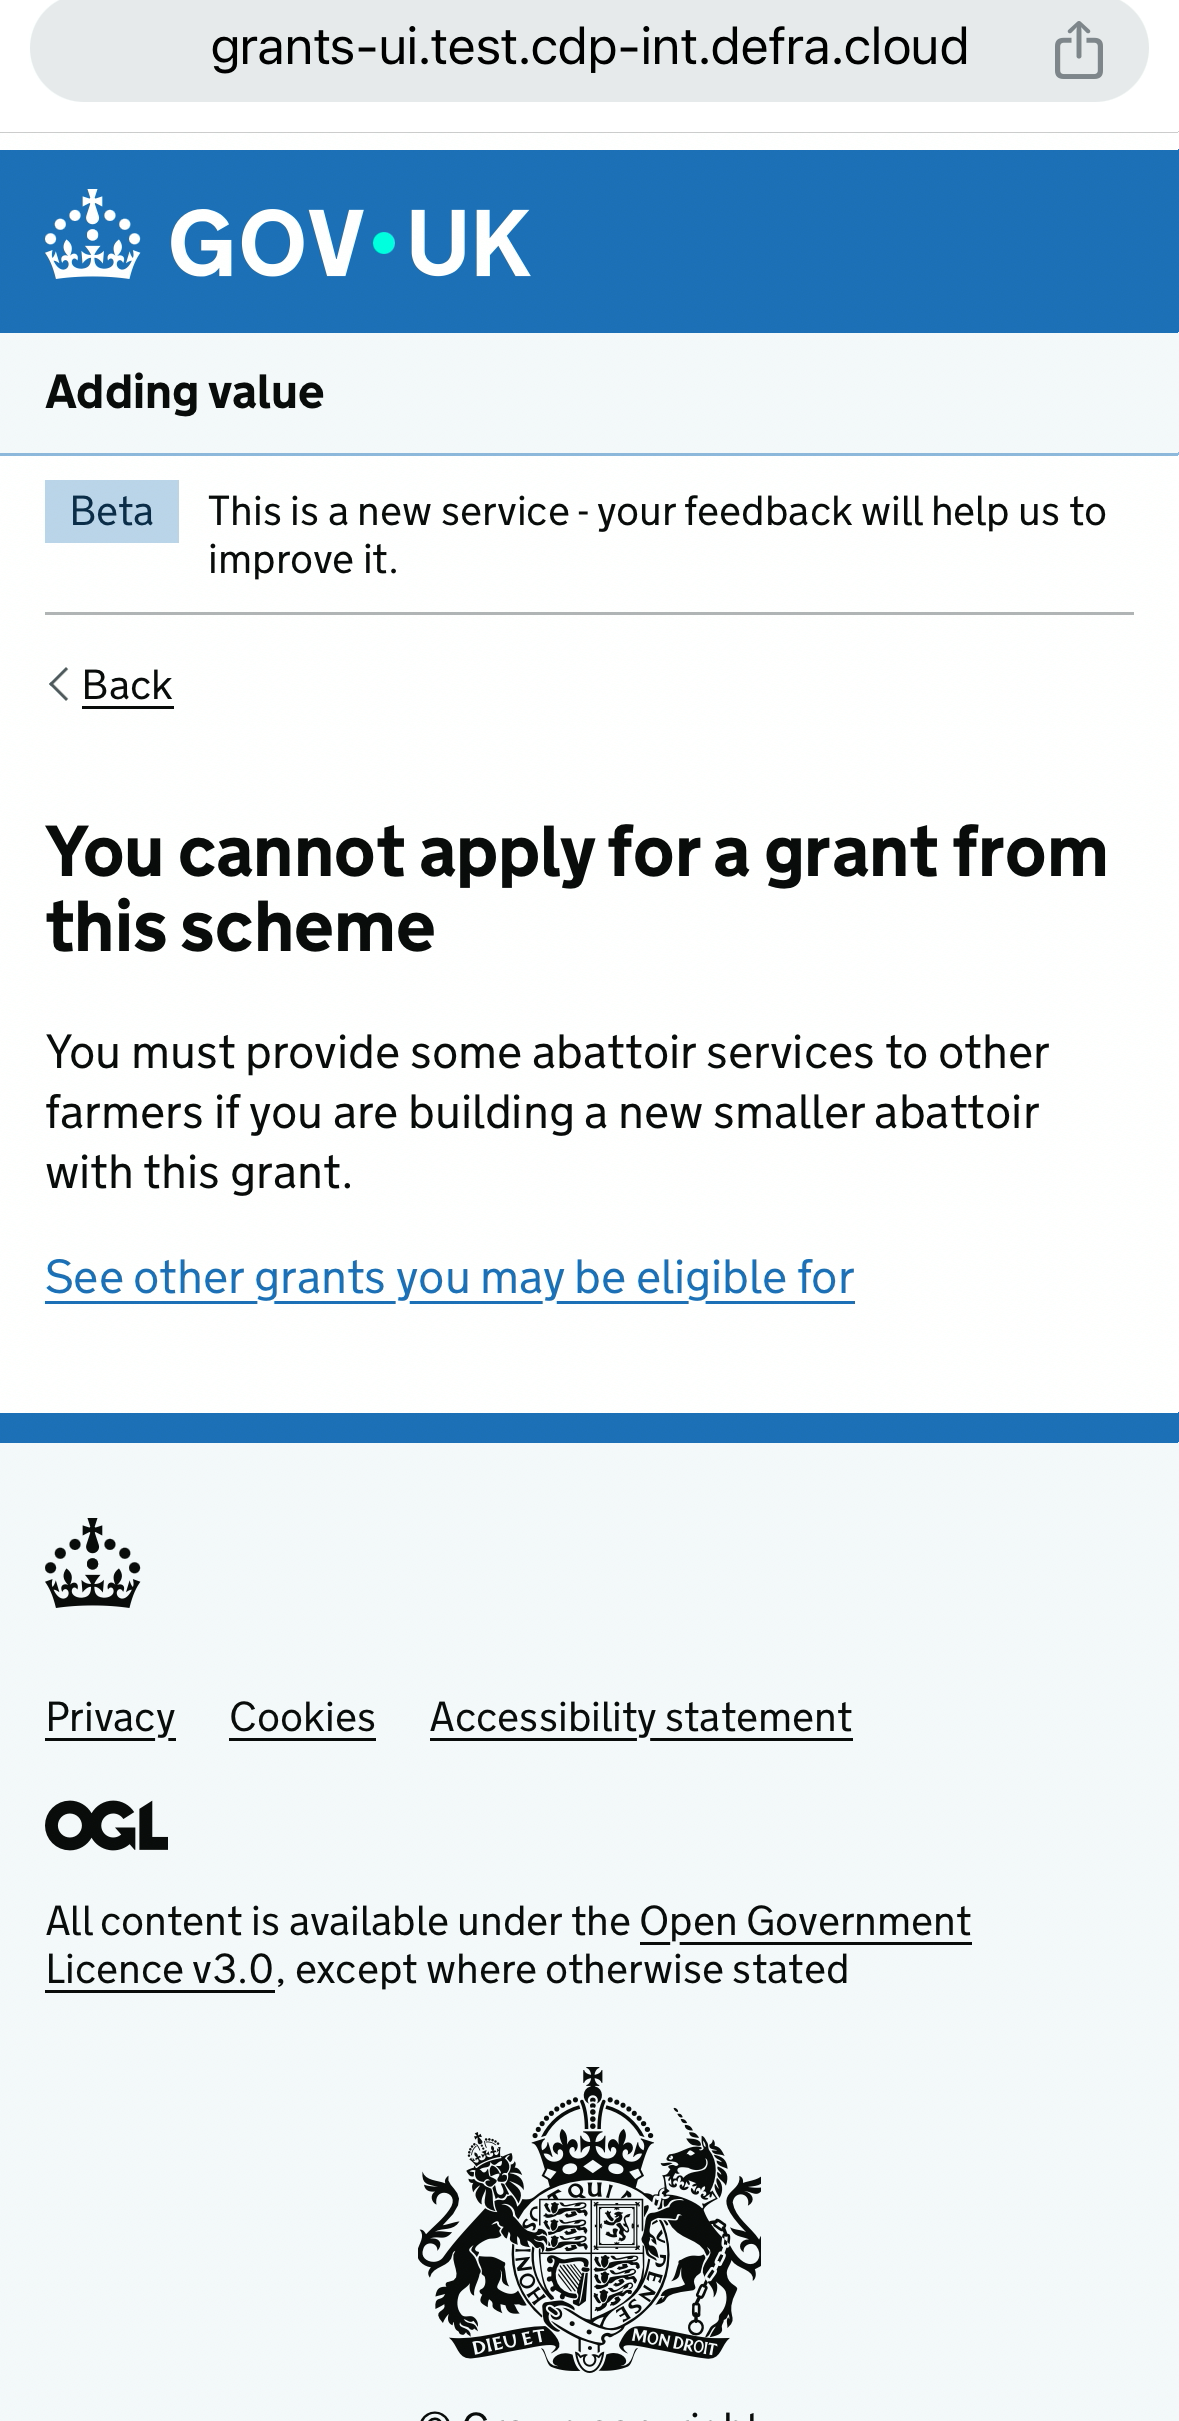 grants-ui.test.cdp-int.defra.cloud
GOV·UK
Adding value
Beta
This is a new service - your feedback will help us to
improve it.
Back
You cannot apply for a grant from
this scheme
You must provide some abattoir services to other
farmers if you are building a new smaller abattoir
with this grant.
See other grants you may be eligible for
Privacy Cookies Accessibility statement
OGL
All content is available under the Open Government
Licence v3.0, except where otherwise stated
QUI
HONI
DIEU ET MON DROIT
© Crown copyright